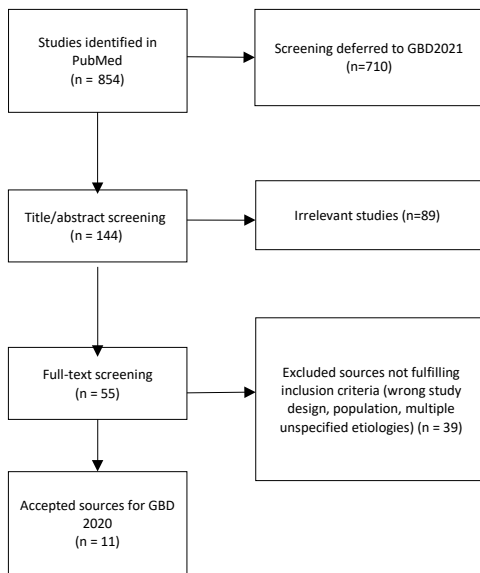 Studies identified in
PubMed
(n = 854)
Screening deferred to GBD2021
(n=710)
Title/abstract screening
(n = 144)
Irrelevant studies (n=89)
Full-text screening
(n = 55)
Excluded sources not fulfilling
inclusion criteria (wrong study
design, population, multiple
unspecified etiologies) (n = 39)
Accepted sources for GBD
2020
(n = 11)